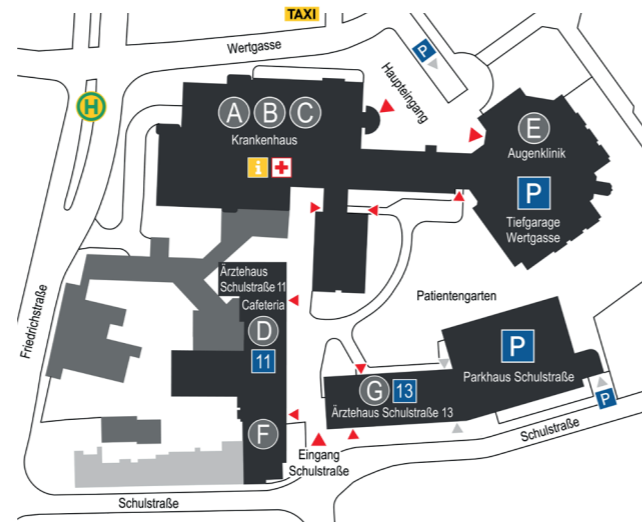 TAXI
Wertgasse
P
H
Haupteingang
A B C
Krankenhaus
i
E
Augenklinik
P
Tiefgarage
Wertgasse
Friedrichstraße
Ärztehaus
Schulstraße 11
Cafeteria
D
11
F
Patientengarten
P
Parkhaus Schulstraße
G 13
Ärztehaus Schulstraße 13
P
Eingang
Schulstraße
Schulstraße
Schulstraße